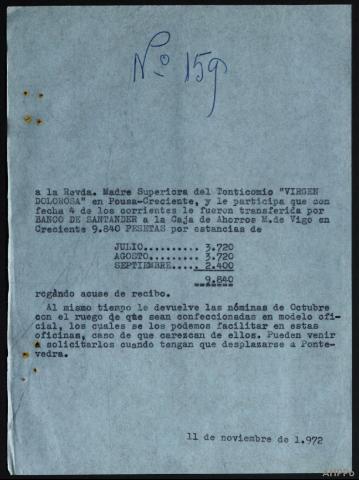 Nº 159
a la Revda. Madre Superiora del Tonticomio "VIRGEN
DOLOROSA" en Pousa-Creciente, y le participa que con
fecha 4 de los corrientes le fueron transferida por
BANCO DE SANTANDER a la Caja de Ahorros M.de Vigo en
Creciente 9.840 PESETAS por estancias de
JULIO.......... 3.720
AGOSTO......... 3.720
SEPTIEMBRE..... 2.400
9.840
rogándo acuse de recibo.
Al mismo tiempo le devuelve las nóminas de Octubre
con el ruego de que sean confeccionadas en modelo ofi-
cial, los cuales se los podemos facilitar en estas
oficinas, caso de que carezcan de ellos. Pueden venir
a solicitarlos cuando tengan que desplazarse a Ponte-
vedra.
11 de noviembre de 1.972
AHPPo